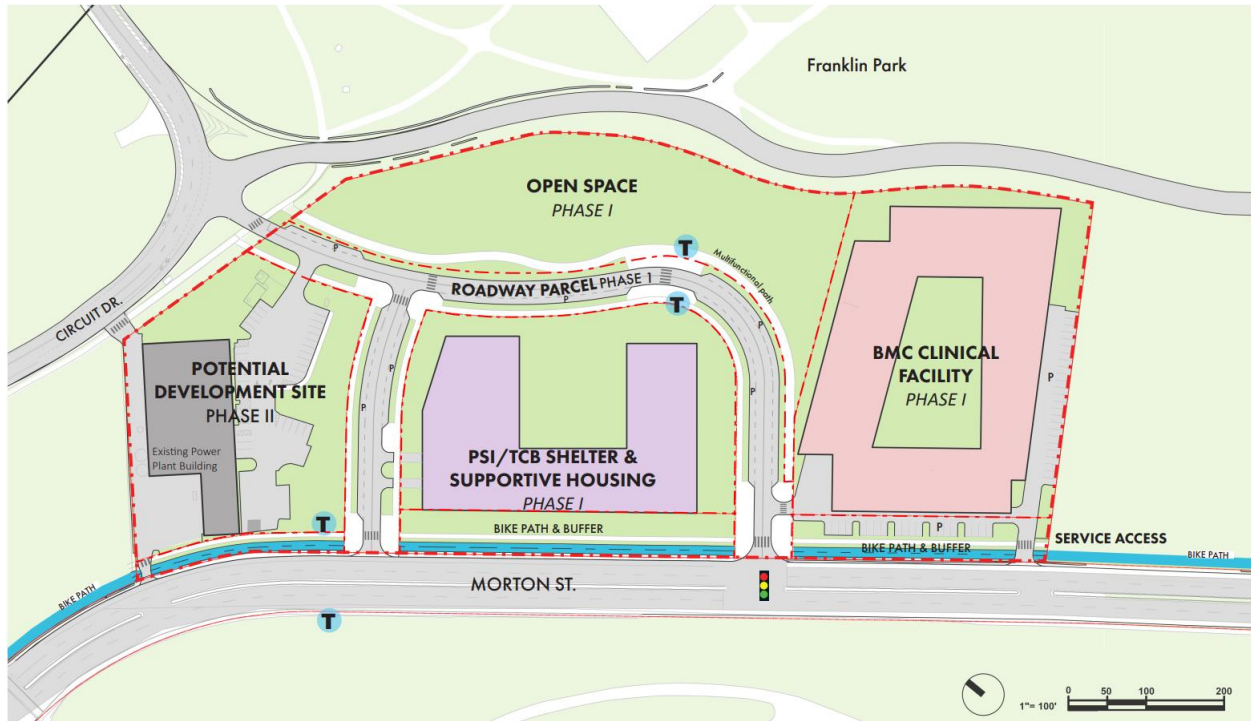 Franklin Park
OPEN SPACE
PHASE I
T
Multifunctional path
P
ROADWAY PARCEL PHASE 1
P
T
CIRCUIT DR.
P
POTENTIAL
DEVELOPMENT SITE
PHASE II
P
P
BMC CLINICAL
FACILITY
PHASE I
P
Existing Power
Plant Building
PSI/TCB SHELTER &
SUPPORTIVE HOUSING
PHASE I
T
BIKE PATH & BUFFER
P
BIKE PATH & BUFFER
SERVICE ACCESS
BIKE PATH
BIKE PATH
MORTON ST.
T
1"= 100'
0 50 100 200